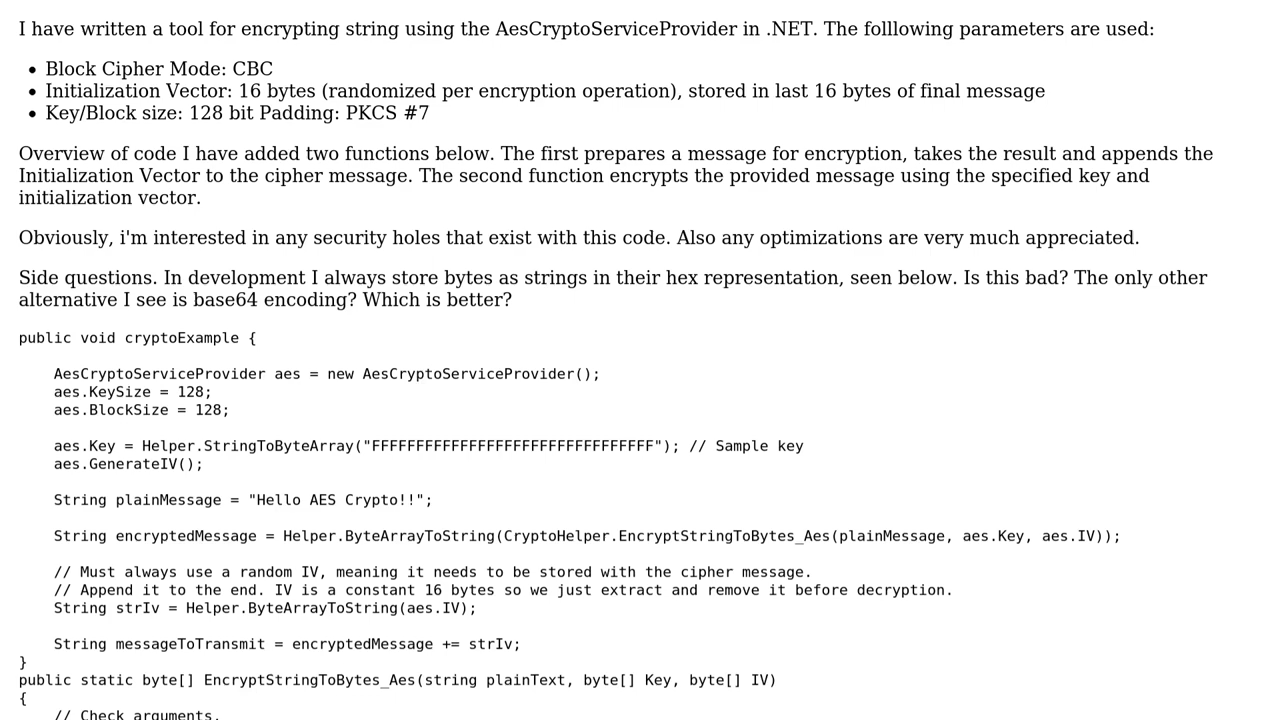 I have written a tool for encrypting string using the AesCryptoServiceProvider in .NET. The folllowing parameters are used:
• Block Cipher Mode: CBC
• Initialization Vector: 16 bytes (randomized per encryption operation), stored in last 16 bytes of final message
• Key/Block size: 128 bit Padding: PKCS #7
Overview of code I have added two functions below. The first prepares a message for encryption, takes the result and appends the
Initialization Vector to the cipher message. The second function encrypts the provided message using the specified key and
initialization vector.
Obviously, i'm interested in any security holes that exist with this code. Also any optimizations are very much appreciated.
Side questions. In development I always store bytes as strings in their hex representation, seen below. Is this bad? The only other
alternative I see is base64 encoding? Which is better?
public void cryptoExample {
    AesCryptoServiceProvider aes = new AesCryptoServiceProvider();
    aes.KeySize = 128;
    aes.BlockSize = 128;
    aes.Key = Helper.StringToByteArray("FFFFFFFFFFFFFFFFFFFFFFFFFFFFFFFF"); // Sample key
    aes.GenerateIV();
    String plainMessage = "Hello AES Crypto!!";
    String encryptedMessage = Helper.ByteArrayToString(CryptoHelper.EncryptStringToBytes_Aes(plainMessage, aes.Key, aes.IV));
    // Must always use a random IV, meaning it needs to be stored with the cipher message.
    // Append it to the end. IV is a constant 16 bytes so we just extract and remove it before decryption.
    String strIv = Helper.ByteArrayToString(aes.IV);
    String messageToTransmit = encryptedMessage += strIv;
}
public static byte[] EncryptStringToBytes_Aes(string plainText, byte[] Key, byte[] IV)
{
    // Check arguments.